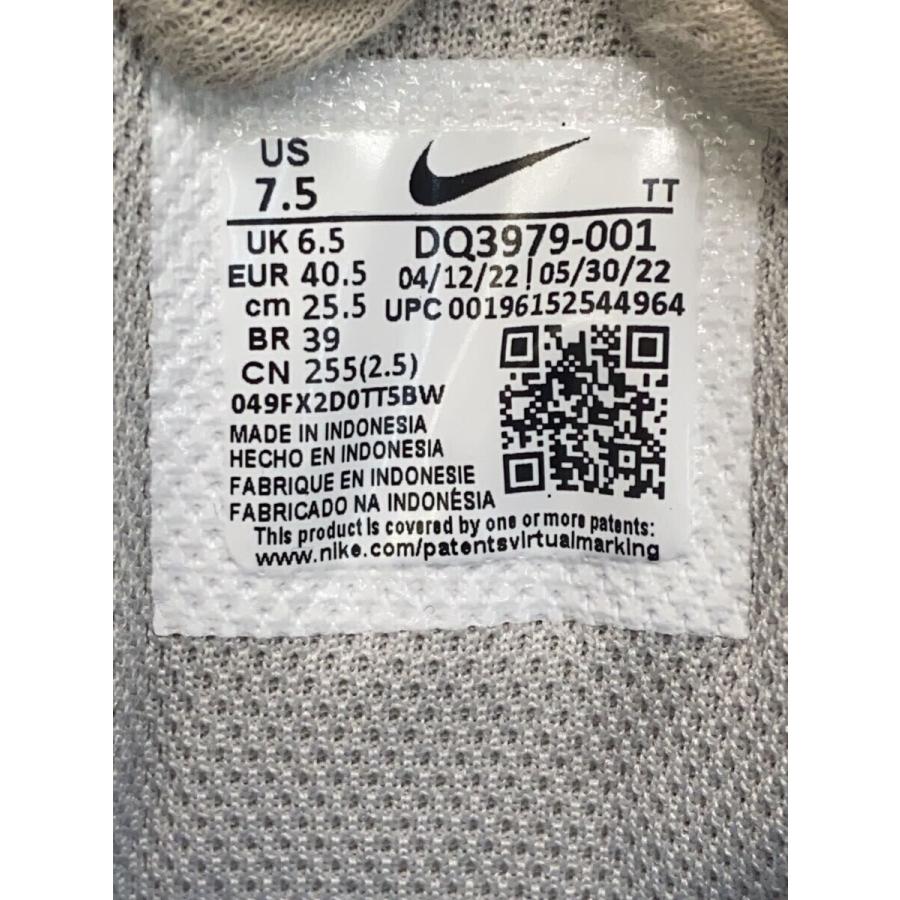 US
7.5
TT
UK 6.5
DQ3979-001
EUR 40.5
04/12/22 | 05/30/22
cm 25.5
UPC 00196152544964
BR 39
CN 255(2.5)
049FX2D0TT5BW
MADE IN INDONESIA
HECHO EN INDONESIA
FABRIQUE EN INDONESIE
FABRICADO NA INDONÉSIA
This product is covered by one or more patents:
www.nike.com/patentsvirtualmarking